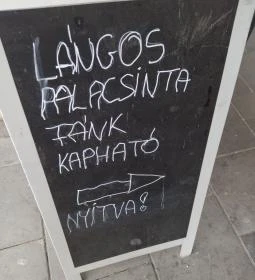 LÁNGOS
PALACSINTA
FÁNK
KAPHATÓ
NYITVA!